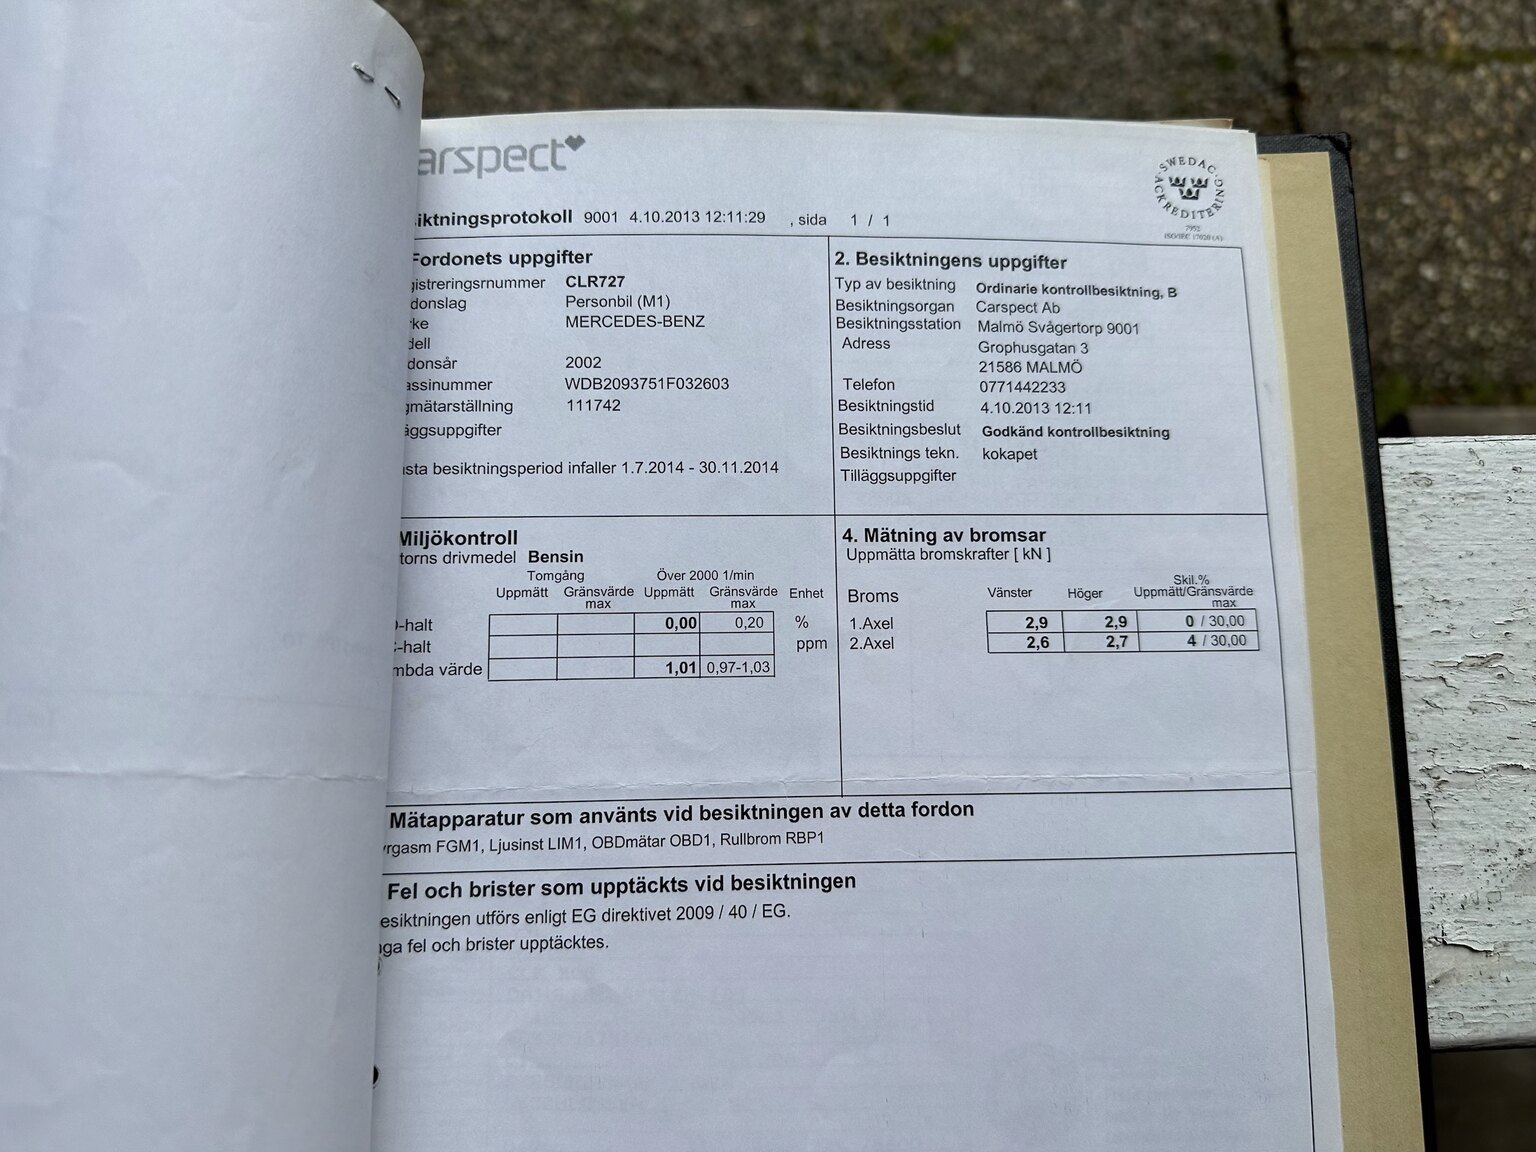 arspect
iktningsprotokoll 9001 4.10.2013 12:11:29 , sida 1 / 1
SWEDAC ACKREDITERING
7952
ISO/IEC 17020 (A)
Fordonets uppgifter
gistreringsrnummer CLR727
donslag Personbil (M1)
rke MERCEDES-BENZ
dell
donsår 2002
assinummer WDB2093751F032603
gmätarställning 111742
äggsuppgifter
sta besiktningsperiod infaller 1.7.2014 - 30.11.2014
2. Besiktningens uppgifter
Typ av besiktning Ordinarie kontrollbesiktning, B
Besiktningsorgan Carspect Ab
Besiktningsstation Malmö Svågertorp 9001
Adress Grophusgatan 3
21586 MALMÖ
Telefon 0771442233
Besiktningstid 4.10.2013 12:11
Besiktningsbeslut Godkänd kontrollbesiktning
Besiktnings tekn. kokapet
Tilläggsuppgifter
Miljökontroll
torns drivmedel Bensin
Tomgång Över 2000 1/min
Uppmätt Gränsvärde Uppmätt Gränsvärde Enhet
max max
-halt 0,00 0,20 %
-halt ppm
mbda värde 1,01 0,97-1,03
4. Mätning av bromsar
Uppmätta bromskrafter [ kN ]
Skil.%
Broms Vänster Höger Uppmätt/Gränsvärde
max
1.Axel 2,9 2,9 0 / 30,00
2.Axel 2,6 2,7 4 / 30,00
Mätapparatur som använts vid besiktningen av detta fordon
rgasm FGM1, Ljusinst LIM1, OBDmätar OBD1, Rullbrom RBP1
Fel och brister som upptäckts vid besiktningen
esiktningen utförs enligt EG direktivet 2009 / 40 / EG.
ga fel och brister upptäcktes.